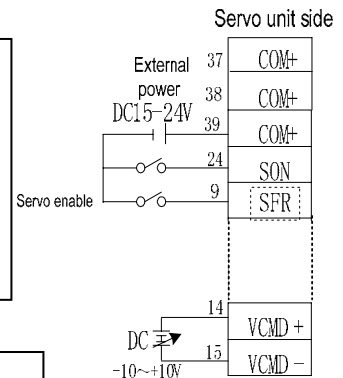 Servo unit side
External power
DC15-24V
37 COM+
38 COM+
39 COM+
24 SON
Servo enable
9 SFR
14 VCMD +
DC
15 VCMD -
-10~+10V